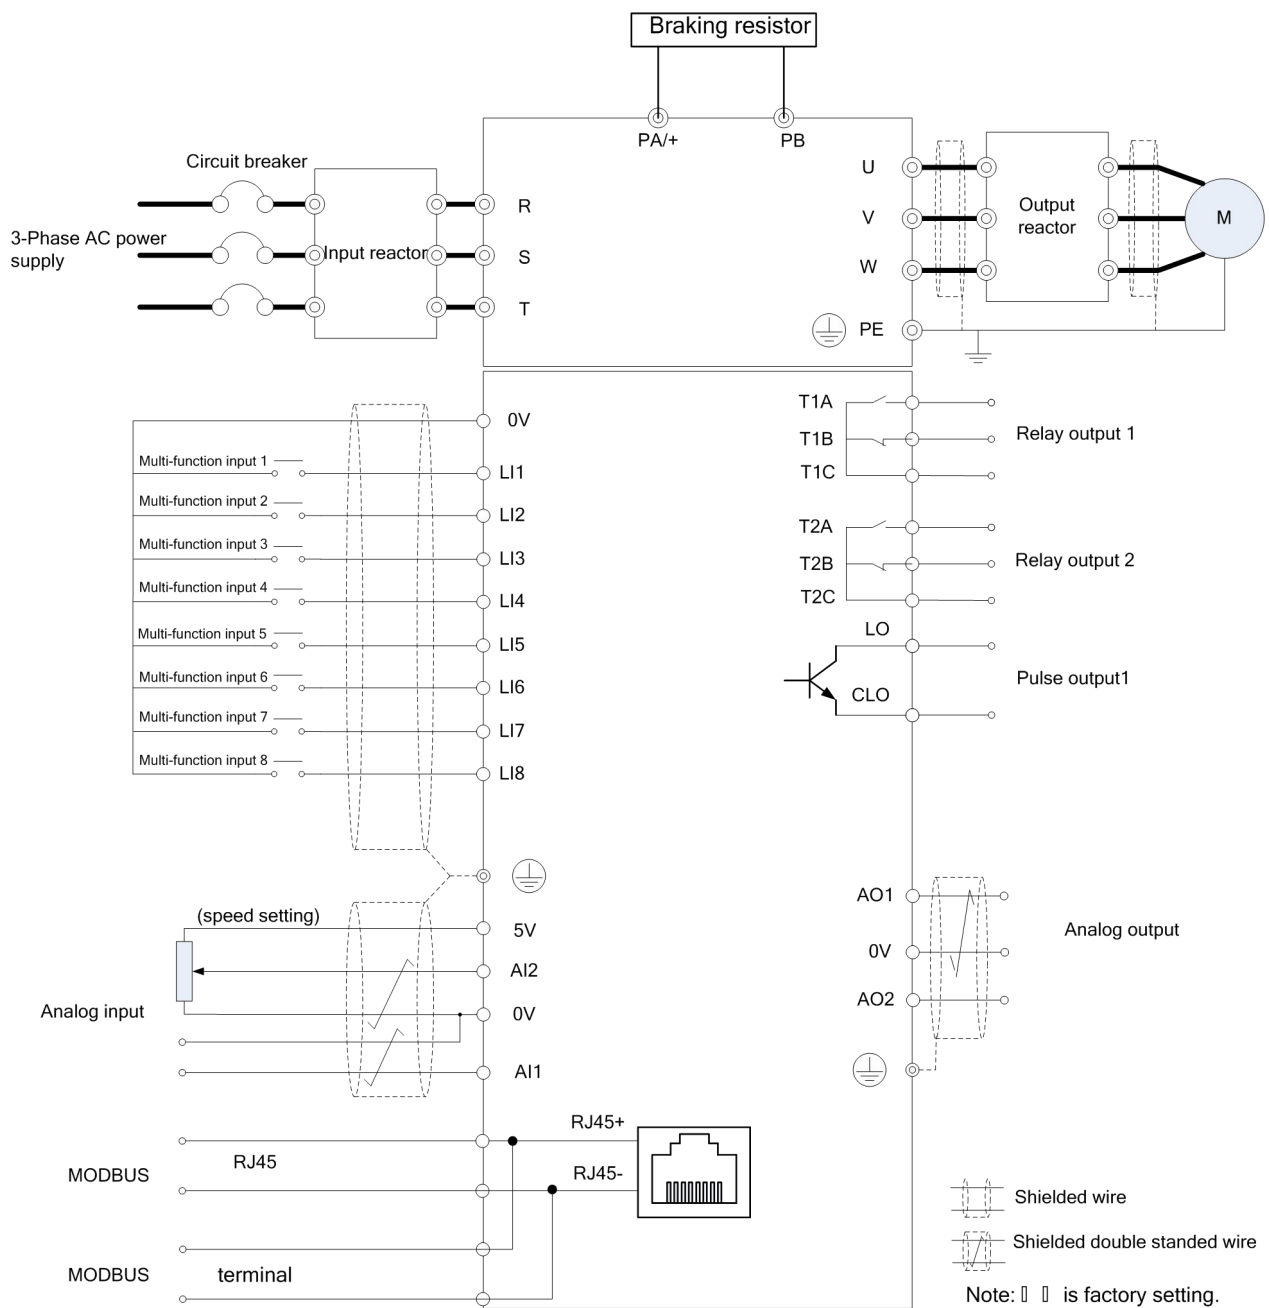 Braking resistor
PA/+
PB
Circuit breaker
3-Phase AC power
supply
Input reactor
R
S
T
U
V
W
PE
Output
reactor
M
0V
Multi-function input 1
LI1
Multi-function input 2
LI2
Multi-function input 3
LI3
Multi-function input 4
LI4
Multi-function input 5
LI5
Multi-function input 6
LI6
Multi-function input 7
LI7
Multi-function input 8
LI8
T1A
T1B
T1C
Relay output 1
T2A
T2B
T2C
Relay output 2
LO
CLO
Pulse output1
(speed setting)
5V
AI2
Analog input
0V
AI1
AO1
0V
AO2
Analog output
RJ45+
RJ45
RJ45-
MODBUS
MODBUS
terminal
Shielded wire
Shielded double standed wire
Note: ▯ ▯ is factory setting.